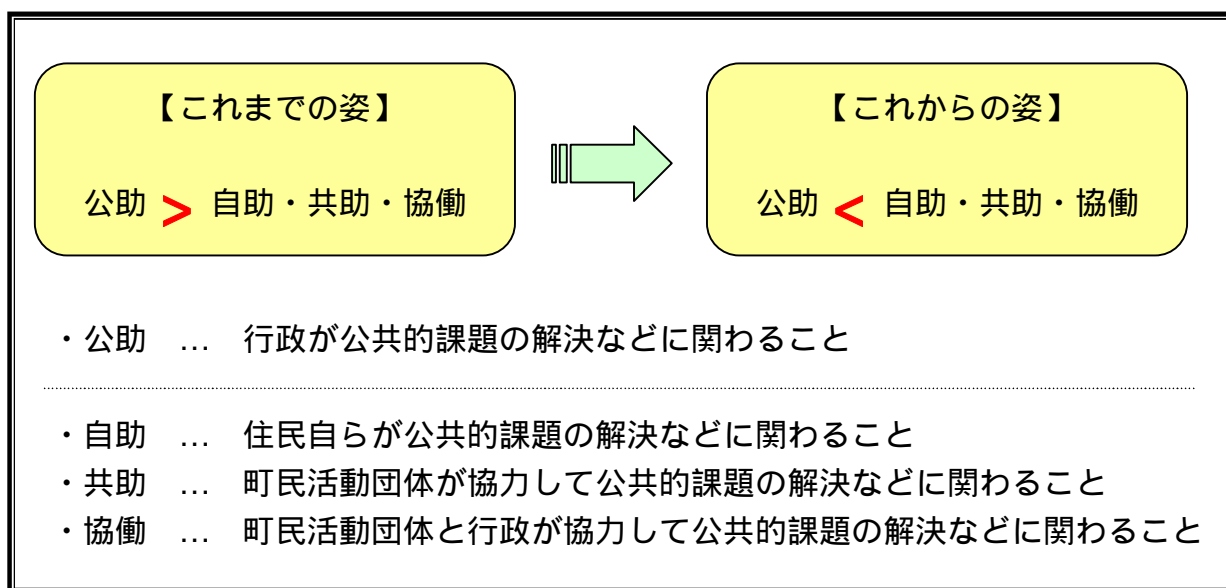 【これまでの姿】
公助 > 自助・共助・協働
【これからの姿】
公助 < 自助・共助・協働
・公助 … 行政が公共的課題の解決などに関わること
・自助 … 住民自らが公共的課題の解決などに関わること
・共助 … 町民活動団体が協力して公共的課題の解決などに関わること
・協働 … 町民活動団体と行政が協力して公共的課題の解決などに関わること